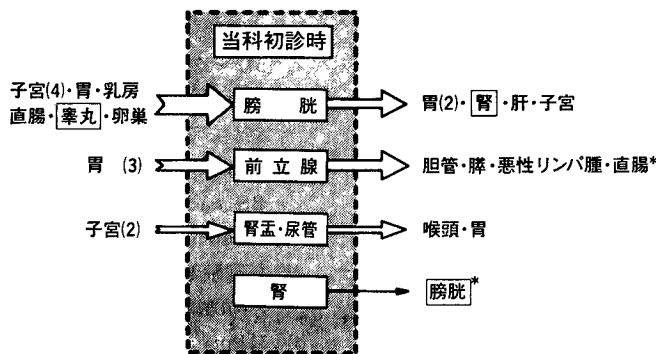 当科初診時
子宮(4)・胃・乳房
直腸・睾丸・卵巣
膀胱
胃(2)・腎・肝・子宮
胃 (3)
前立腺
胆管・膵・悪性リンパ腫・直腸*
子宮(2)
腎盂・尿管
喉頭・胃
腎
膀胱*